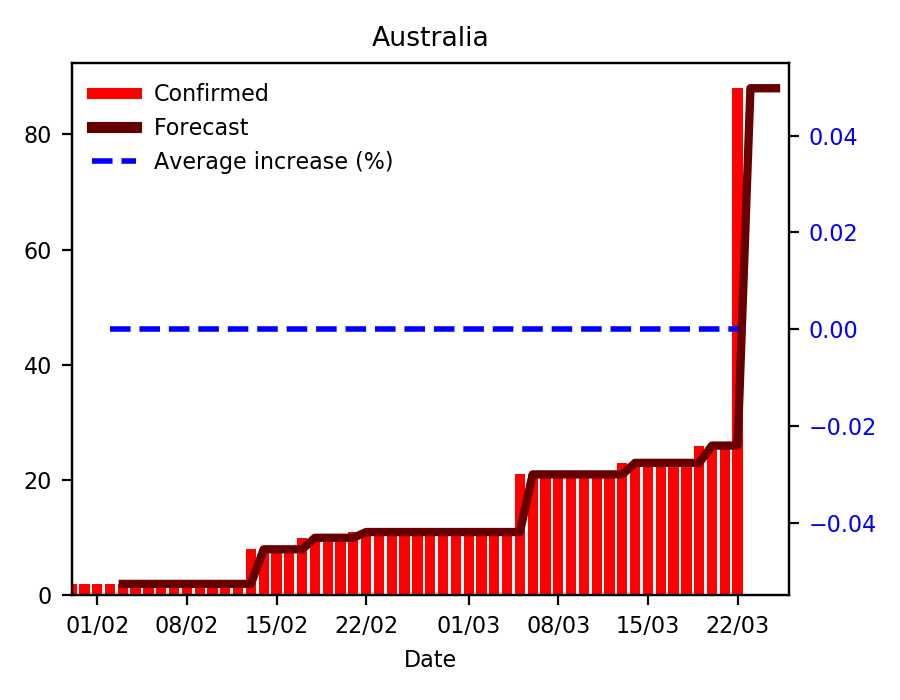 Australia
Confirmed
Forecast
Average increase (%)
80
60
40
20
0
0.04
0.02
0.00
−0.02
−0.04
01/02 08/02 15/02 22/02 01/03 08/03 15/03 22/03
Date